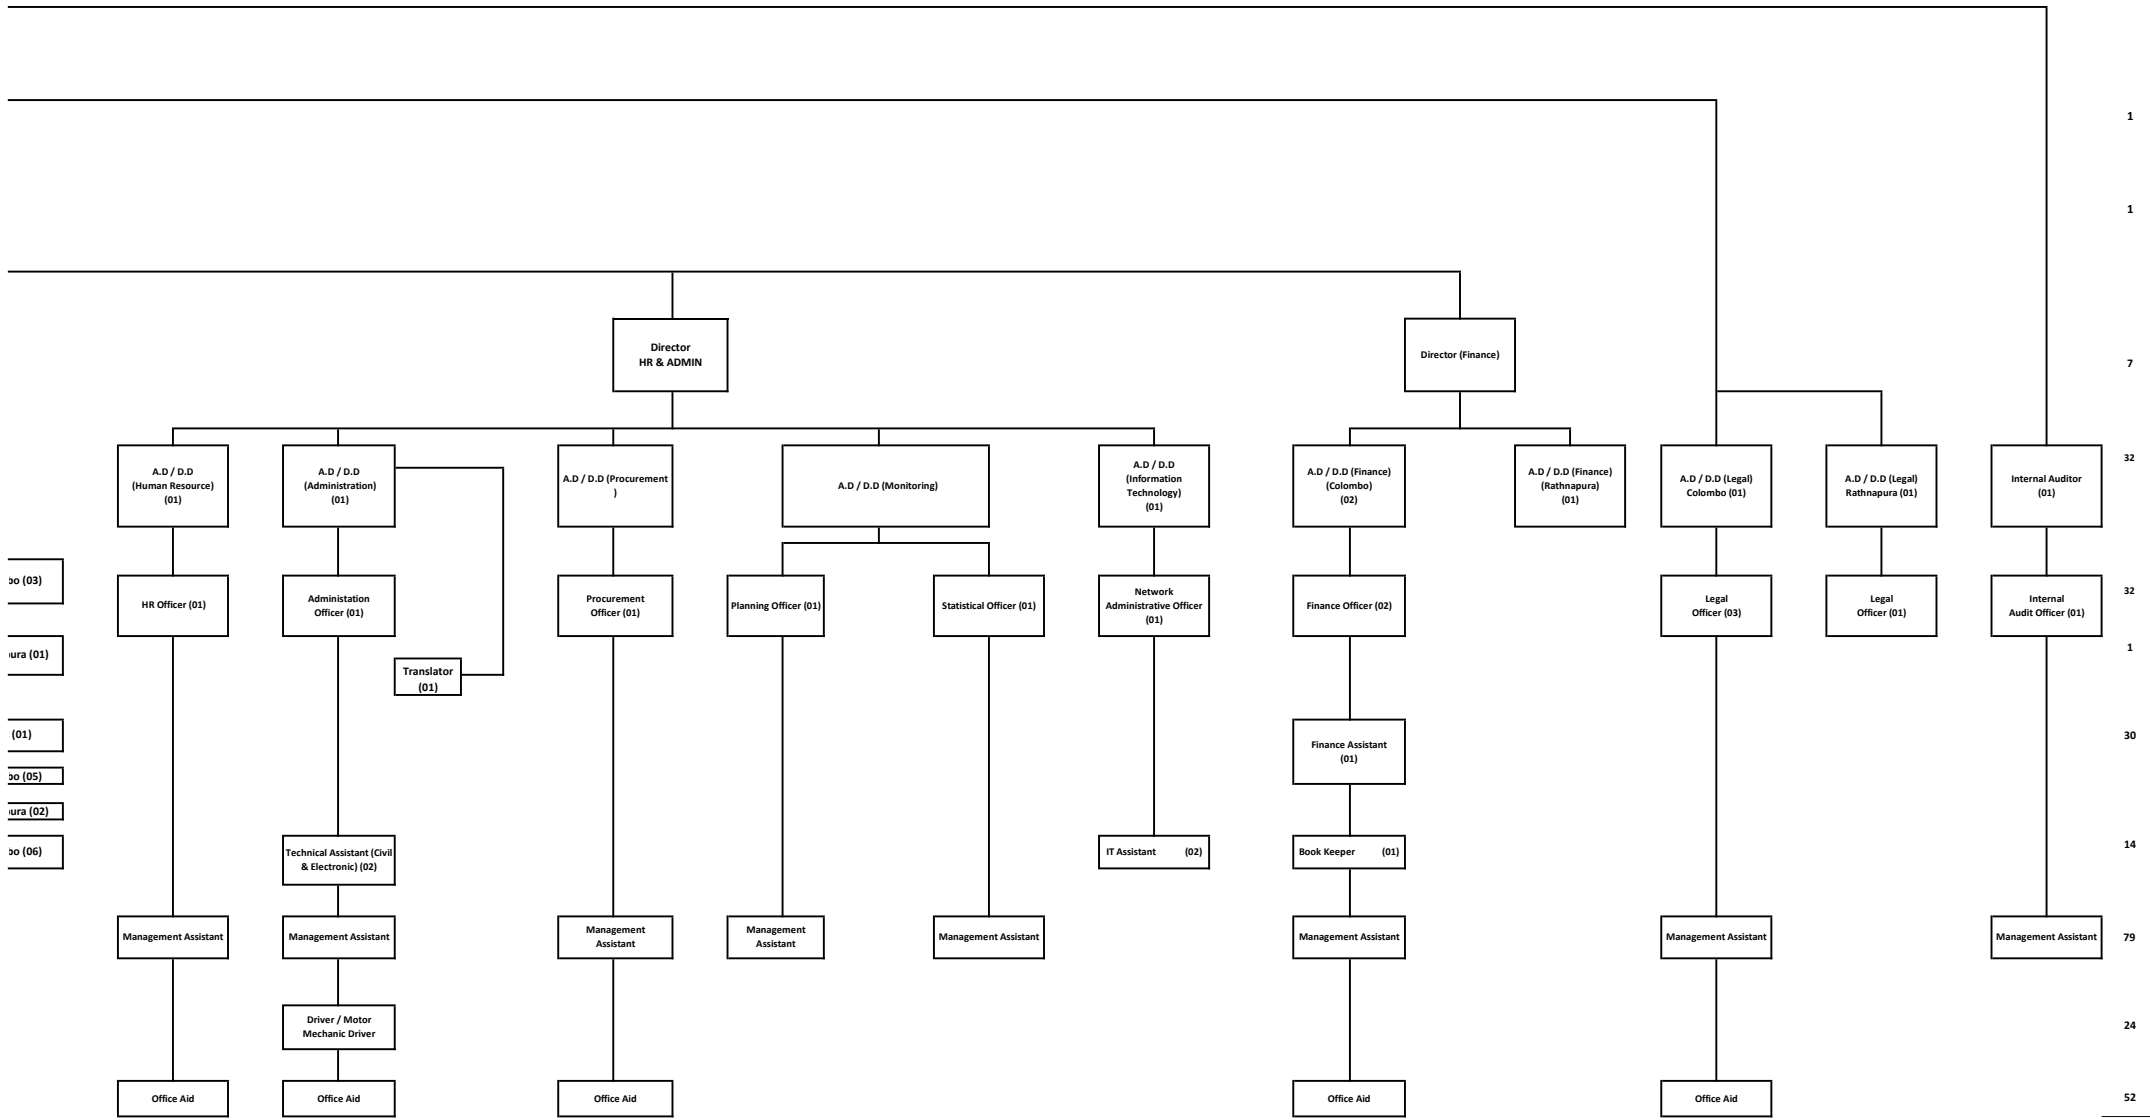 1
1
Director
HR & ADMIN
Director (Finance)
7
A.D / D.D
(Human Resource)
(01)
A.D / D.D
(Administration)
(01)
A.D / D.D (Procurement
)
A.D / D.D (Monitoring)
A.D / D.D
(Information
Technology)
(01)
A.D / D.D (Finance)
(Colombo)
(02)
A.D / D.D (Finance)
(Rathnapura)
(01)
A.D / D.D (Legal)
Colombo (01)
A.D / D.D (Legal)
Rathnapura (01)
Internal Auditor
(01)
32
bo (03)
HR Officer (01)
Administation
Officer (01)
Procurement
Officer (01)
Planning Officer (01)
Statistical Officer (01)
Network
Administrative Officer
(01)
Finance Officer (02)
Legal
Officer (03)
Legal
Officer (01)
Internal
Audit Officer (01)
32
ura (01)
Translator
(01)
1
(01)
Finance Assistant
(01)
30
bo (05)
ura (02)
bo (06)
Technical Assistant (Civil
& Electronic) (02)
IT Assistant (02)
Book Keeper (01)
14
Management Assistant
Management Assistant
Management
Assistant
Management
Assistant
Management Assistant
Management Assistant
Management Assistant
Management Assistant
79
Driver / Motor
Mechanic Driver
24
Office Aid
Office Aid
Office Aid
Office Aid
Office Aid
52